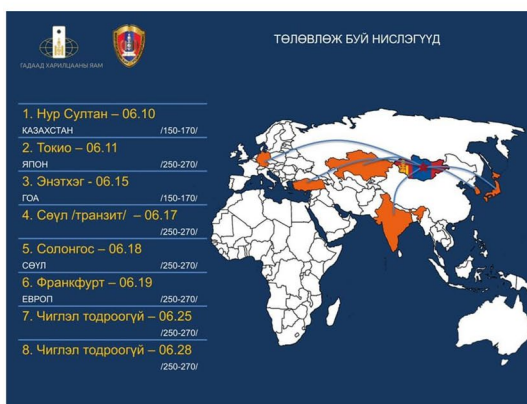 ТӨЛӨВЛӨЖ БУЙ НИСЛЭГҮҮД
ГАДААД ХАРИЛЦААНЫ ЯАМ
1. Нур Султан – 06.10
КАЗАХСТАН /150-170/
2. Токио – 06.11
ЯПОН /250-270/
3. Энэтхэг - 06.15
ГОА /150-170/
4. Сөүл /транзит/ – 06.17
/250-270/
5. Солонгос – 06.18
СӨҮЛ /250-270/
6. Франкфурт – 06.19
ЕВРОП /250-270/
7. Чиглэл тодроогүй – 06.25
/250-270/
8. Чиглэл тодроогүй – 06.28
/250-270/